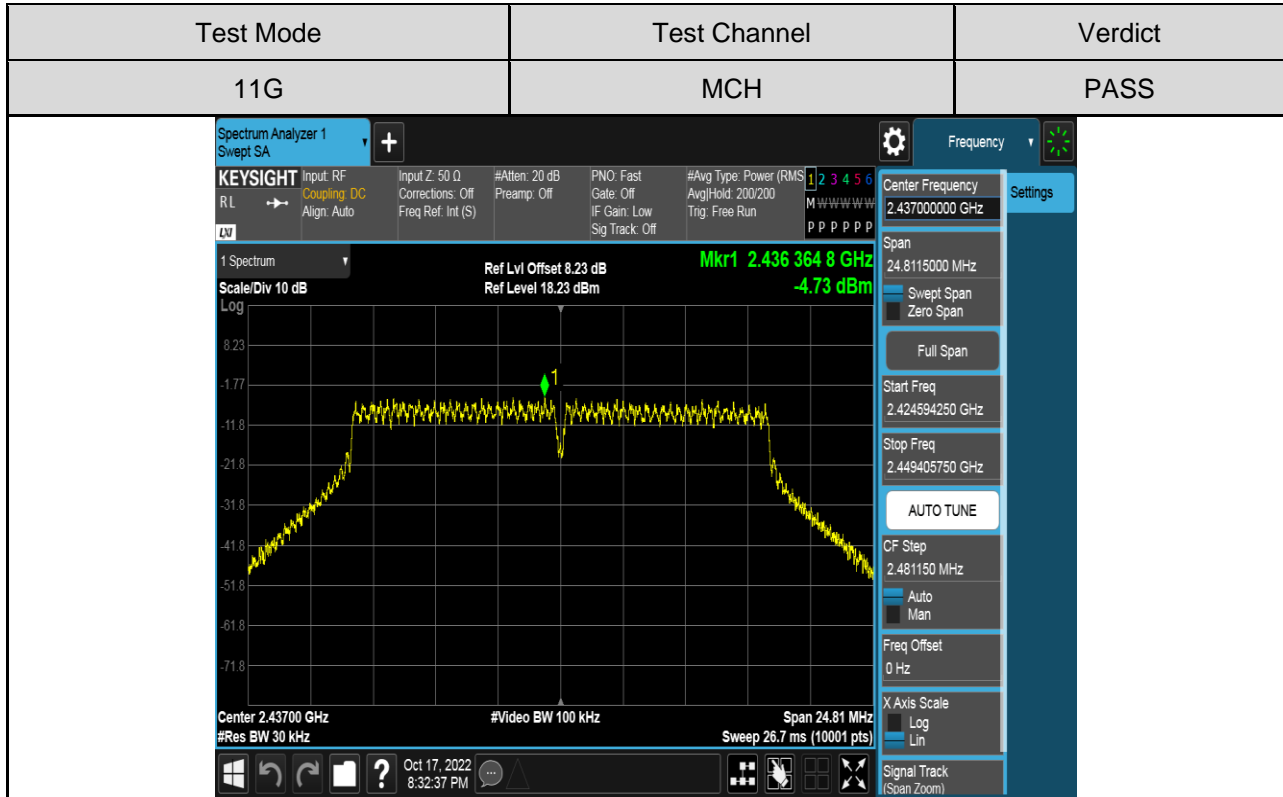 Test Mode Test Channel Verdict
11G MCH PASS
Spectrum Analyzer 1
Swept SA
+
Frequency
KEYSIGHT
RL
LXI
Input: RF
Coupling: DC
Align: Auto
Input Z: 50 Ω
Corrections: Off
Freq Ref: Int (S)
#Atten: 20 dB
Preamp: Off
PNO: Fast
Gate: Off
IF Gain: Low
Sig Track: Off
#Avg Type: Power (RMS
Avg|Hold: 200/200
Trig: Free Run
1 2 3 4 5 6
M W W W W W
P P P P P P
1 Spectrum
Scale/Div 10 dB
Log
Ref Lvl Offset 8.23 dB
Ref Level 18.23 dBm
Mkr1 2.436 364 8 GHz
-4.73 dBm
8.23
-1.77
-11.8
-21.8
-31.8
-41.8
-51.8
-61.8
-71.8
1
Center 2.43700 GHz
#Res BW 30 kHz
#Video BW 100 kHz
Span 24.81 MHz
Sweep 26.7 ms (10001 pts)
Center Frequency
2.437000000 GHz
Settings
Span
24.8115000 MHz
Swept Span
Zero Span
Full Span
Start Freq
2.424594250 GHz
Stop Freq
2.449405750 GHz
AUTO TUNE
CF Step
2.481150 MHz
Auto
Man
Freq Offset
0 Hz
X Axis Scale
Log
Lin
Signal Track
(Span Zoom)
?
Oct 17, 2022
8:32:37 PM